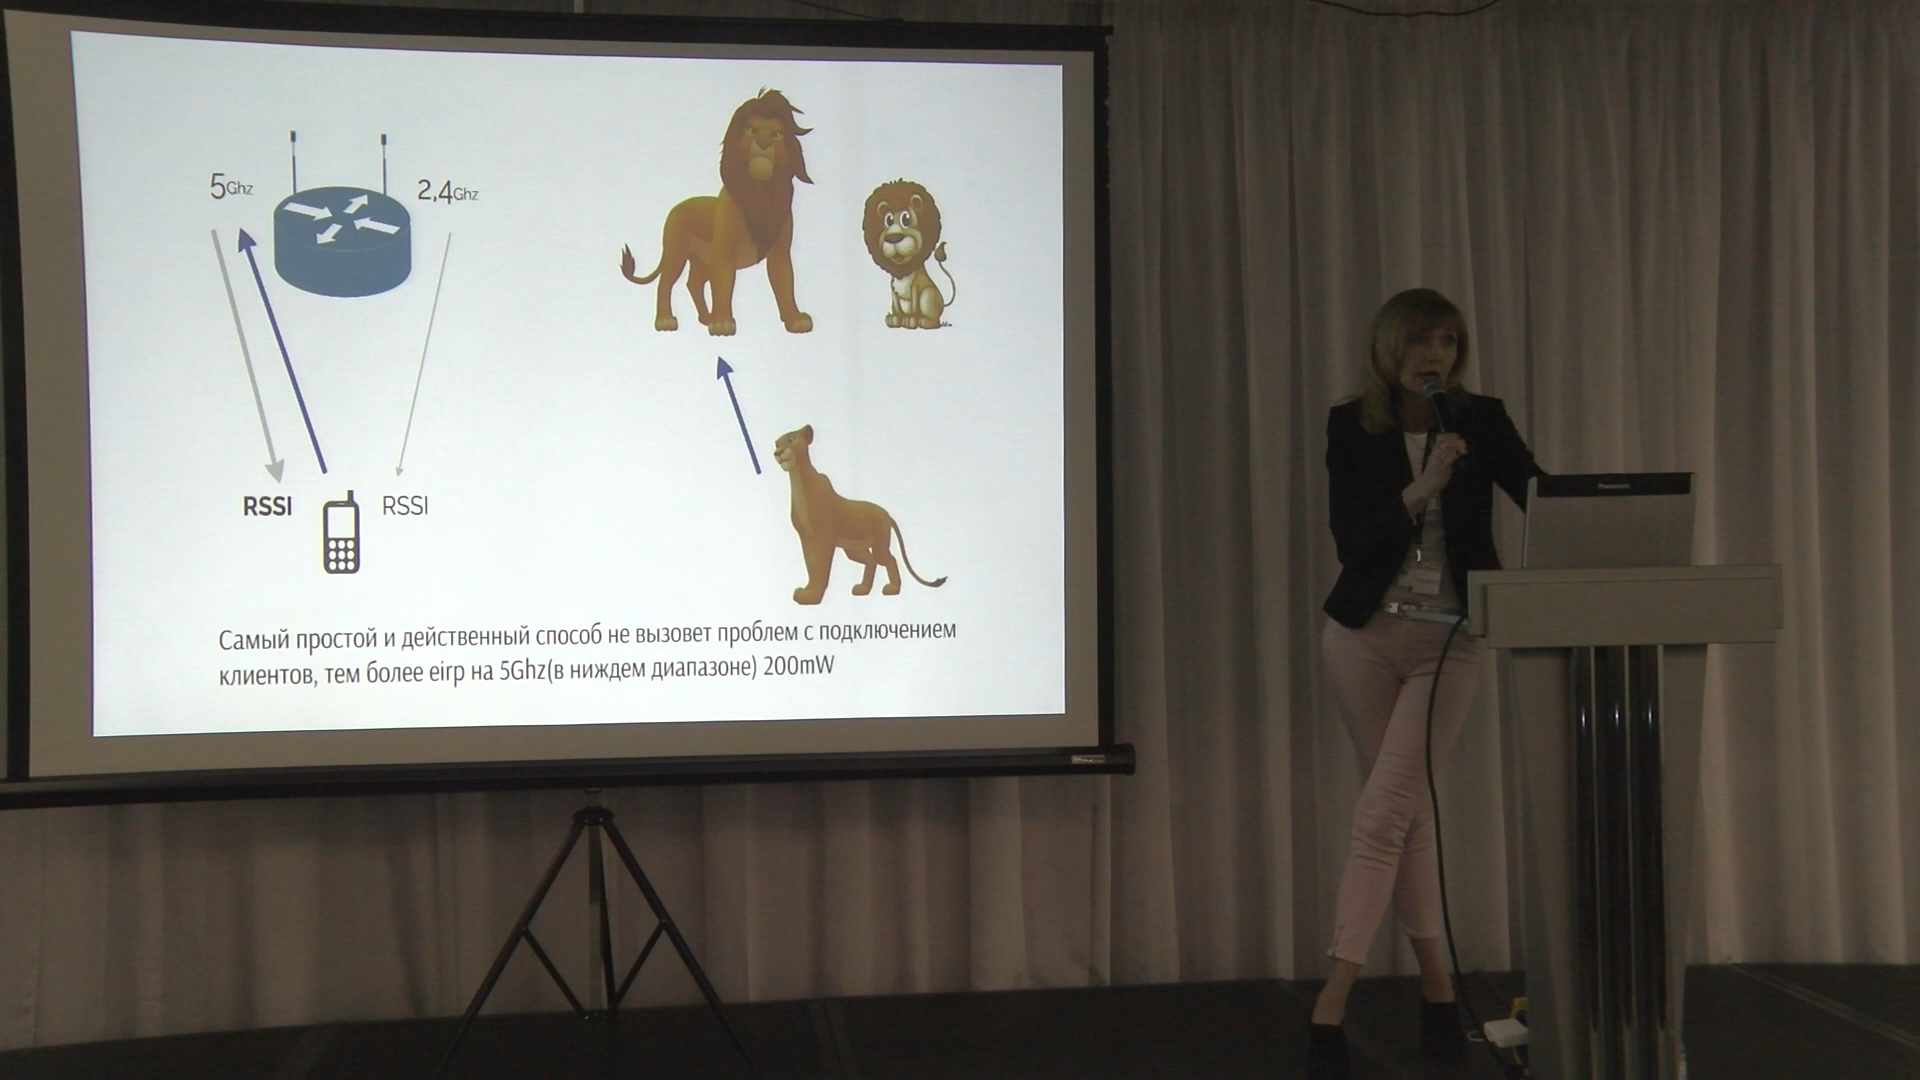 5Ghz
2,4Ghz
RSSI
RSSI
Самый простой и действенный способ не вызовет проблем с подключением
клиентов, тем более eirp на 5Ghz(в ниждем диапазоне) 200mW
Panasonic